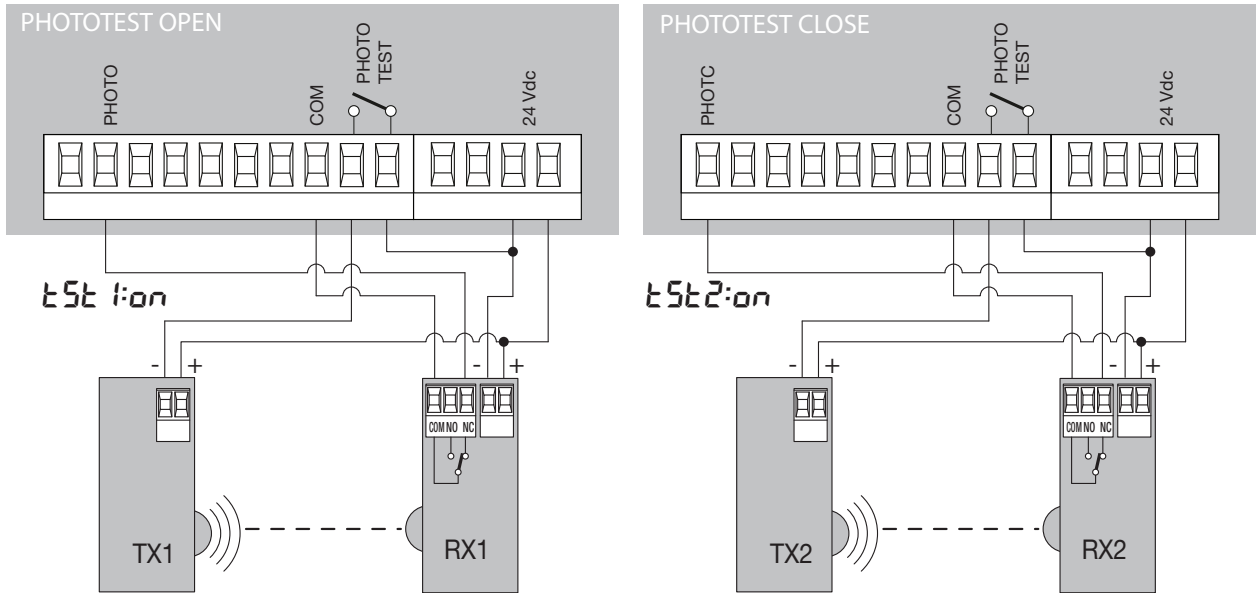 PHOTOTEST OPEN
PHOTO
COM
PHOTO
TEST
24 Vdc
tSt 1:on
- +
- +
COM NO NC
TX1
RX1
PHOTOTEST CLOSE
PHOTC
COM
PHOTO
TEST
24 Vdc
tSt2:on
- +
- +
COM NO NC
TX2
RX2